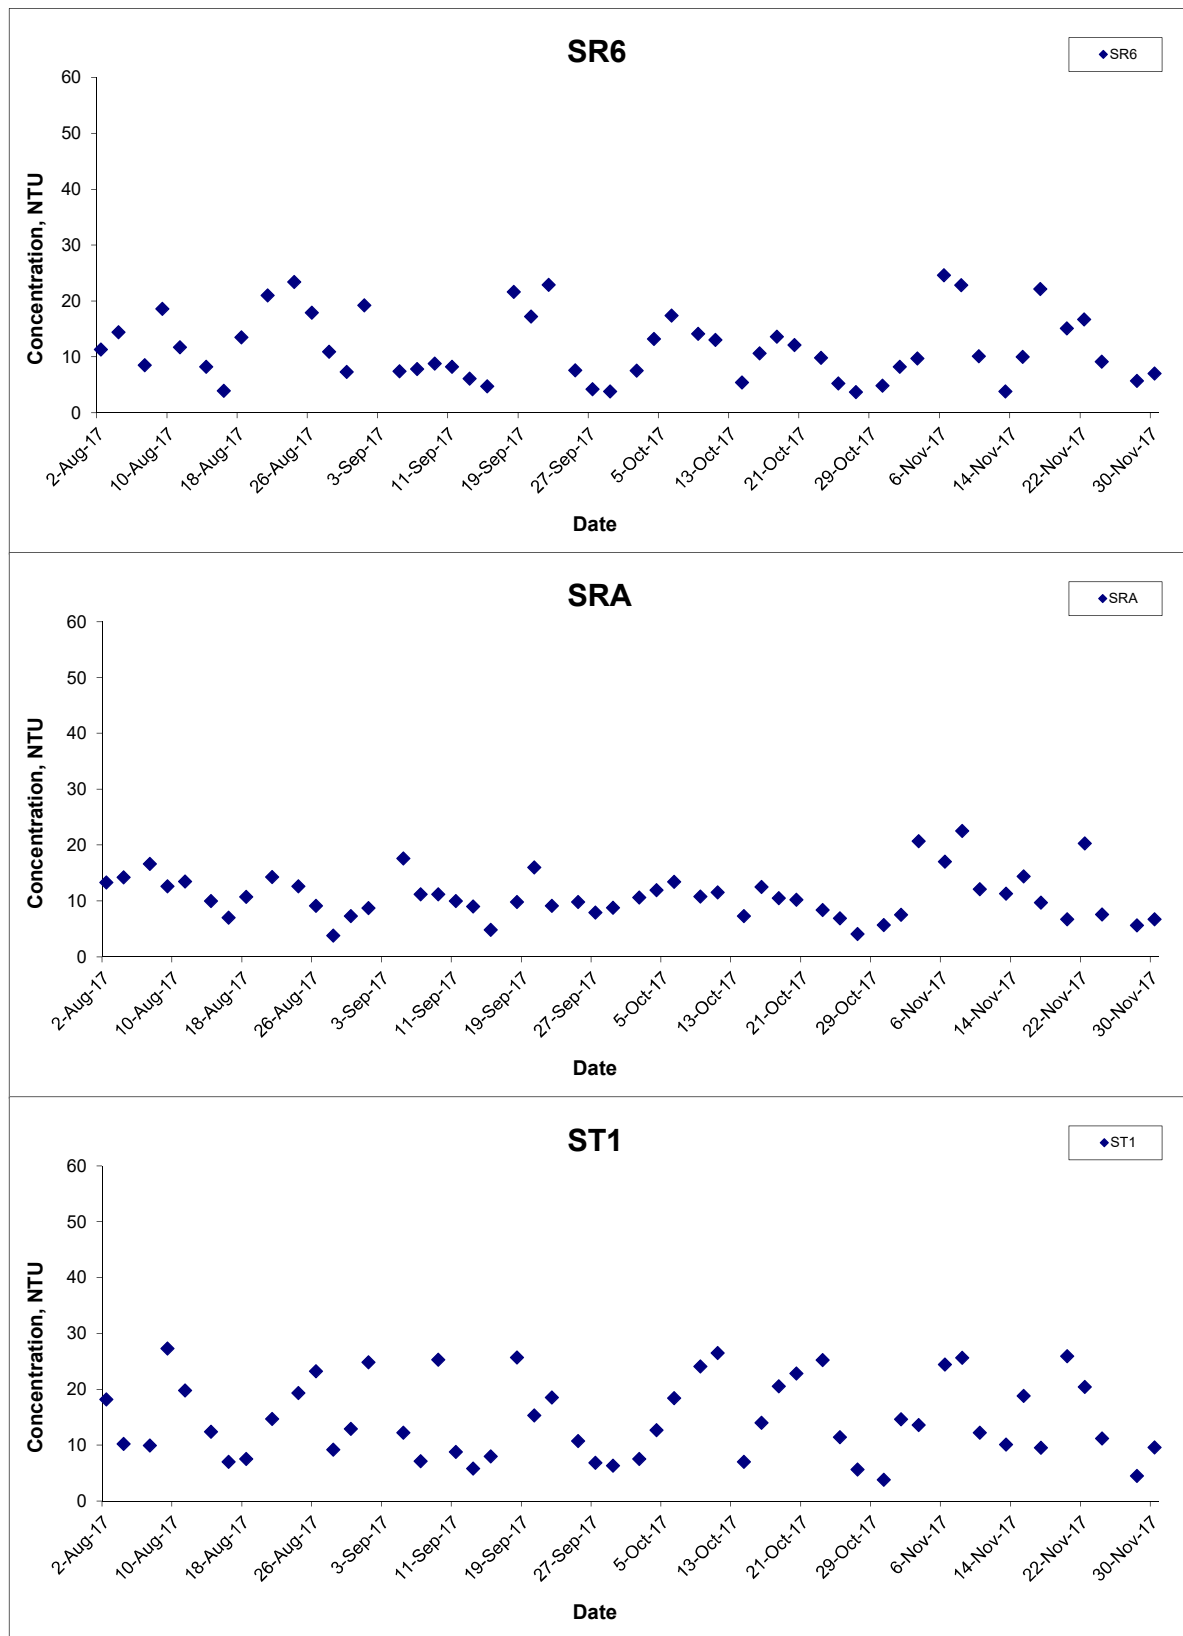 SR6
SR6
60
50
40
30
20
10
0
Concentration, NTU
2-Aug-17
10-Aug-17
18-Aug-17
26-Aug-17
3-Sep-17
11-Sep-17
19-Sep-17
27-Sep-17
5-Oct-17
13-Oct-17
21-Oct-17
29-Oct-17
6-Nov-17
14-Nov-17
22-Nov-17
30-Nov-17
Date
SRA
SRA
60
50
40
30
20
10
0
Concentration, NTU
2-Aug-17
10-Aug-17
18-Aug-17
26-Aug-17
3-Sep-17
11-Sep-17
19-Sep-17
27-Sep-17
5-Oct-17
13-Oct-17
21-Oct-17
29-Oct-17
6-Nov-17
14-Nov-17
22-Nov-17
30-Nov-17
Date
ST1
ST1
60
50
40
30
20
10
0
Concentration, NTU
2-Aug-17
10-Aug-17
18-Aug-17
26-Aug-17
3-Sep-17
11-Sep-17
19-Sep-17
27-Sep-17
5-Oct-17
13-Oct-17
21-Oct-17
29-Oct-17
6-Nov-17
14-Nov-17
22-Nov-17
30-Nov-17
Date